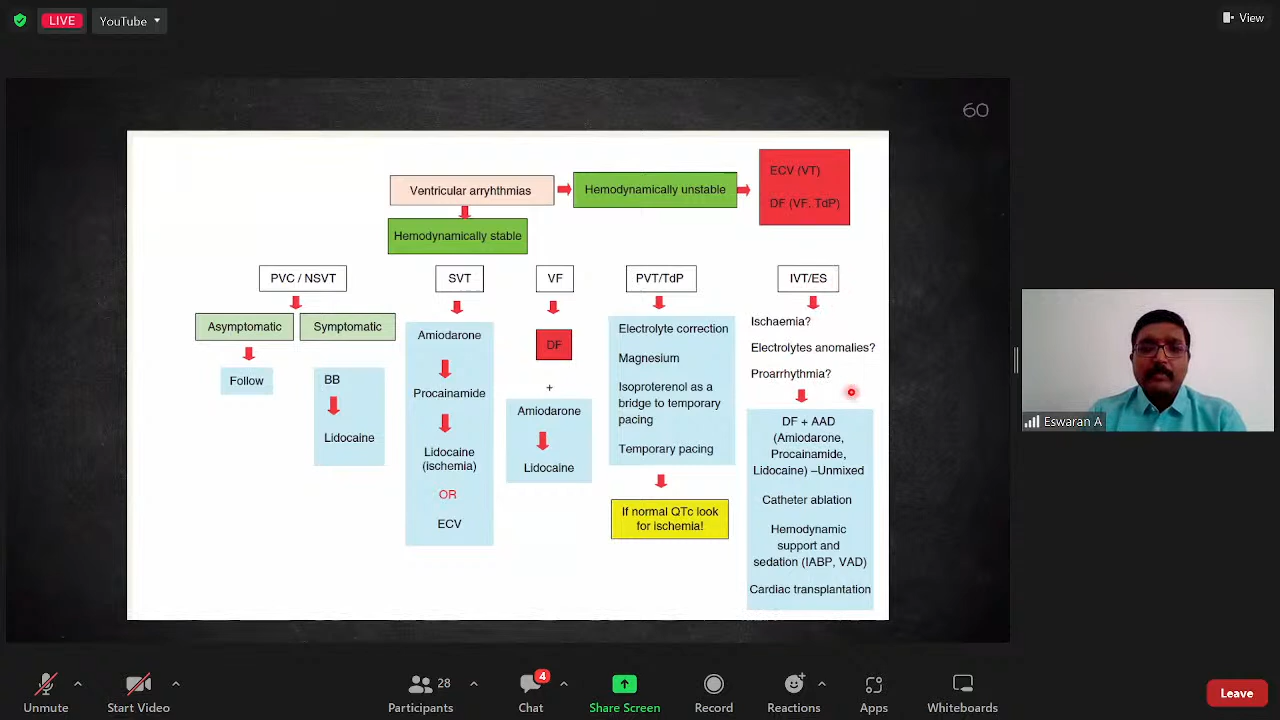 LIVE
YouTube
View
60
Ventricular arryhthmias
Hemodynamically unstable
ECV (VT)
DF (VF, TdP)
Hemodynamically stable
PVC / NSVT
SVT
VF
PVT/TdP
IVT/ES
Asymptomatic
Symptomatic
Follow
BB
Lidocaine
Amiodarone
Procainamide
Lidocaine
(ischemia)
OR
ECV
DF
+
Amiodarone
Lidocaine
Electrolyte correction
Magnesium
Isoproterenol as a
bridge to temporary
pacing
Temporary pacing
If normal QTc look
for ischemia!
Ischaemia?
Electrolytes anomalies?
Proarrhythmia?
DF + AAD
(Amiodarone,
Procainamide,
Lidocaine) –Unmixed
Catheter ablation
Hemodynamic
support and
sedation (IABP, VAD)
Cardiac transplantation
Eswaran A
Unmute
Start Video
28
Participants
4
Chat
Share Screen
Record
Reactions
Apps
Whiteboards
Leave